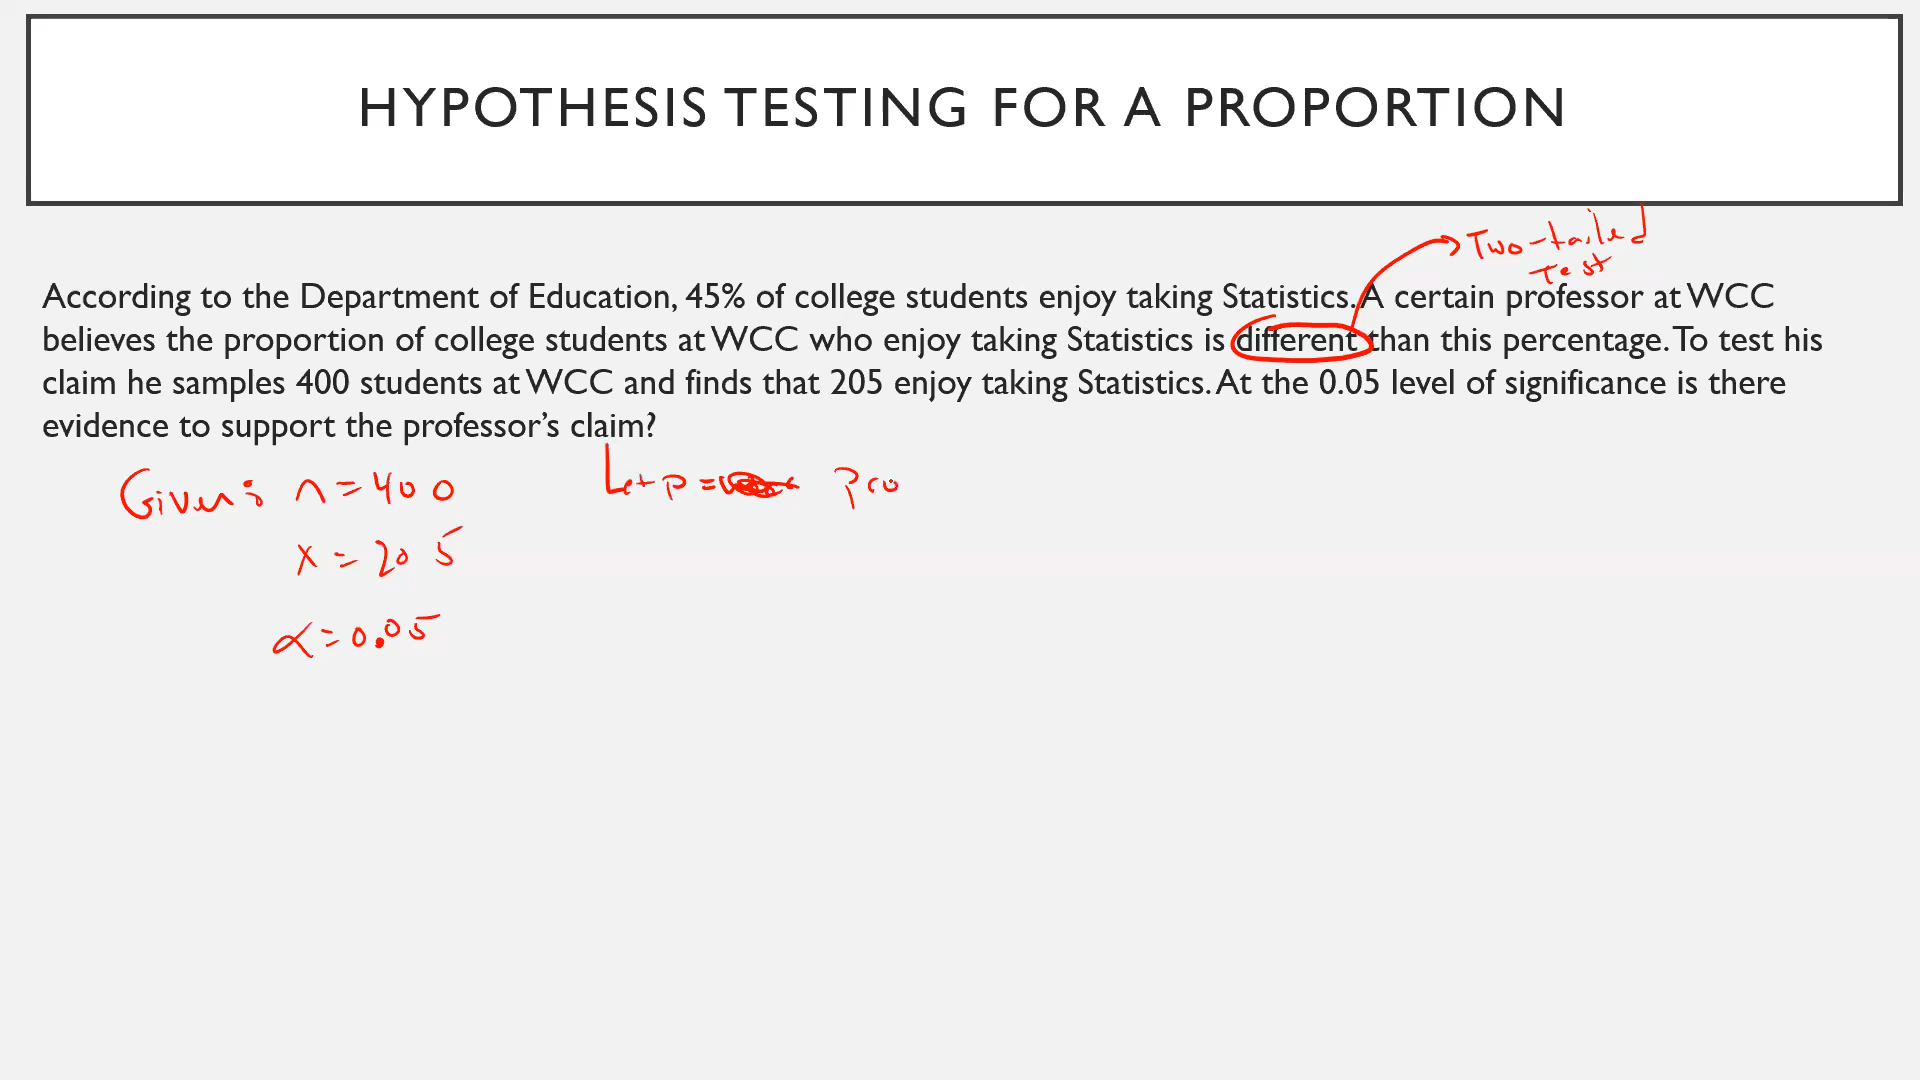 HYPOTHESIS TESTING FOR A PROPORTION
Two-tailed
Test
According to the Department of Education, 45% of college students enjoy taking Statistics. A certain professor at WCC
believes the proportion of college students at WCC who enjoy taking Statistics is different than this percentage. To test his
claim he samples 400 students at WCC and finds that 205 enjoy taking Statistics. At the 0.05 level of significance is there
evidence to support the professor's claim?
Given: n = 400
Let p = Pro
x = 205
α = 0.05